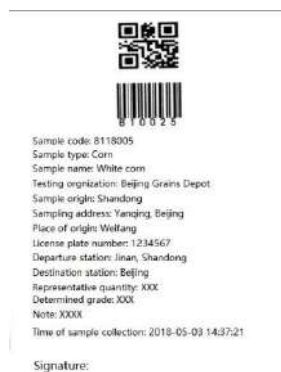 810025
Sample code: 8118005
Sample type: Corn
Sample name: White corn
Testing orgnization: Beijing Grains Depot
Sample origin: Shandong
Sampling address: Yanqing, Beijing
Place of origin: Weifang
License plate number: 1234567
Departure station: Jinan, Shandong
Destination station: Beijing
Representative quantity: XXX
Determined grade: XXX
Note: XXXX
Time of sample collection: 2018-05-03 14:37:21
Signature: